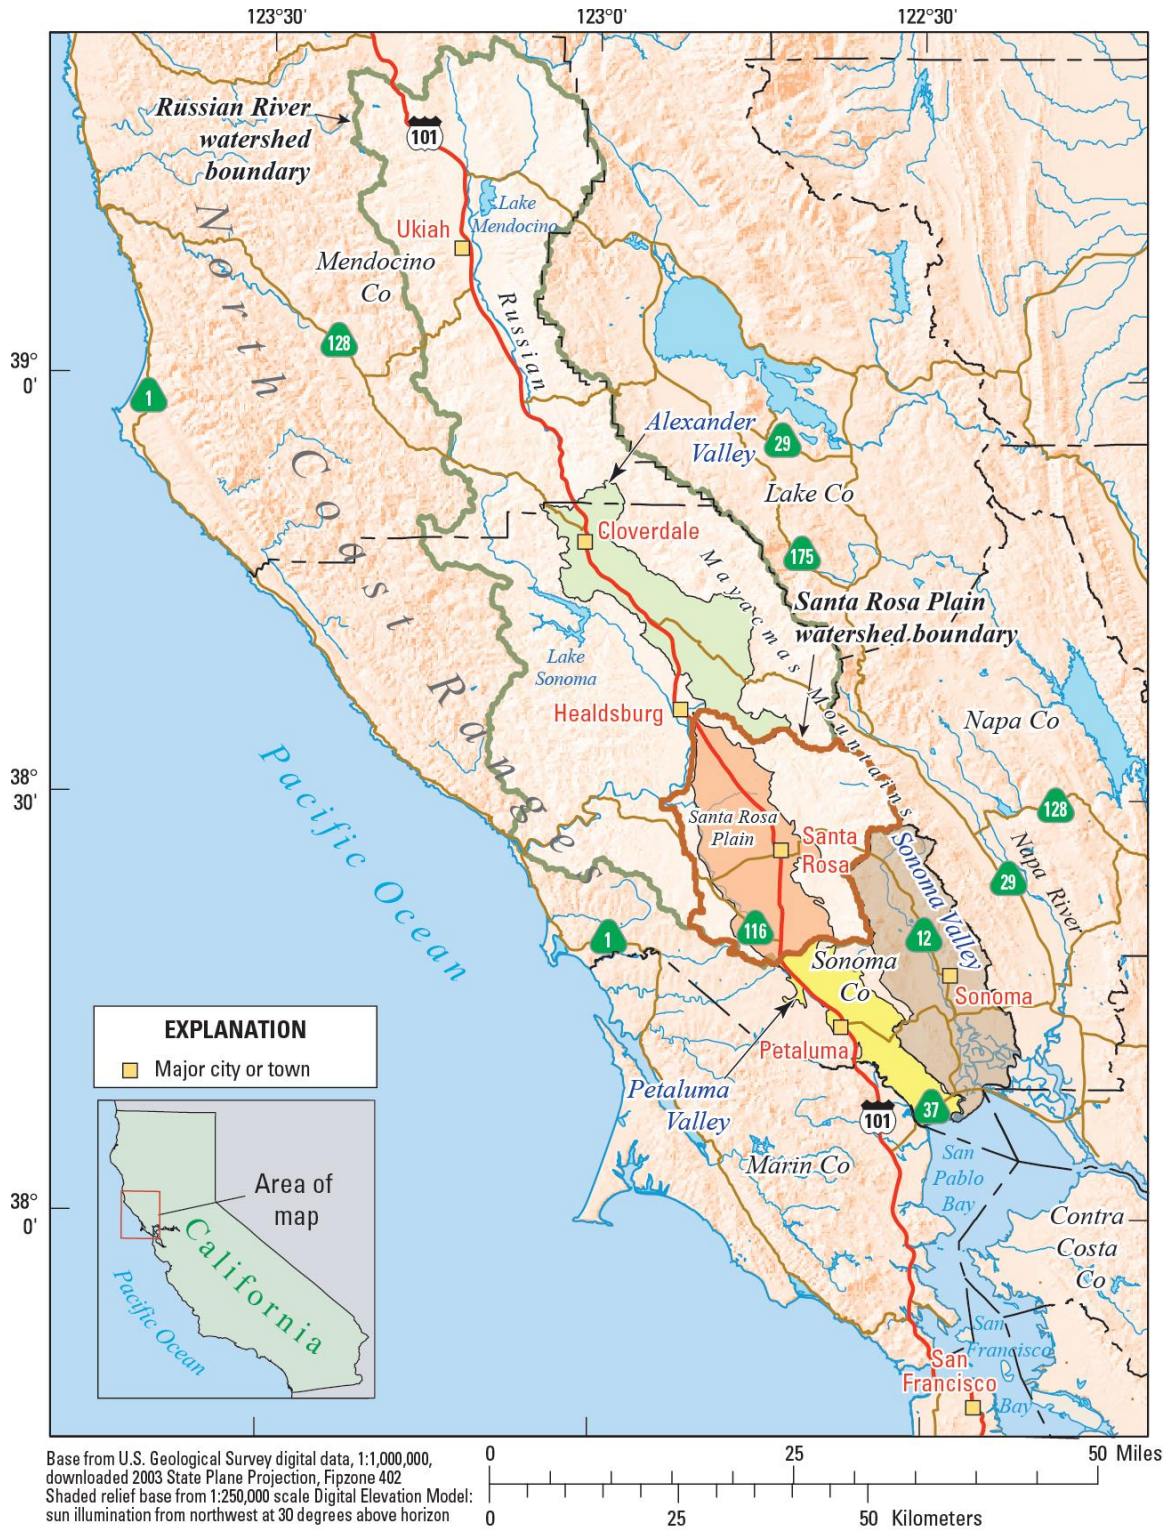 123°30'
123°0'
122°30'
Russian River
watershed
boundary
101
Lake
Mendocino
Ukiah
Mendocino
Co
North Coast Ranges
Russian
128
39°
0'
1
Alexander
Valley
29
Lake Co
Cloverdale
175
Mayacmas Mountains
Santa Rosa Plain
watershed boundary
Lake
Sonoma
Healdsburg
Napa Co
Pacific Ocean
38°
30'
128
Santa Rosa
Plain
Santa
Rosa
Sonoma Valley
Napa River
29
116
12
1
Sonoma
Co
Sonoma
EXPLANATION
Major city or town
Petaluma
Petaluma
Valley
37
101
Marin Co
San
Pablo
Bay
Area of
map
California
Pacific Ocean
38°
0'
Contra
Costa
Co
San
Francisco
Bay
San
Francisco
Base from U.S. Geological Survey digital data, 1:1,000,000,
downloaded 2003 State Plane Projection, Fipzone 402
Shaded relief base from 1:250,000 scale Digital Elevation Model:
sun illumination from northwest at 30 degrees above horizon
0 25 50 Miles
0 25 50 Kilometers